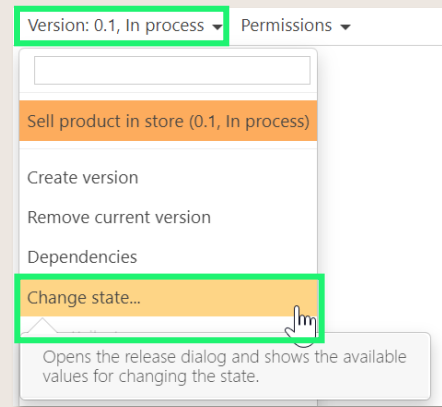 Version: 0.1, In process Permissions
Sell product in store (0.1, In process)
Create version
Remove current version
Dependencies
Change state...
Opens the release dialog and shows the available
values for changing the state.